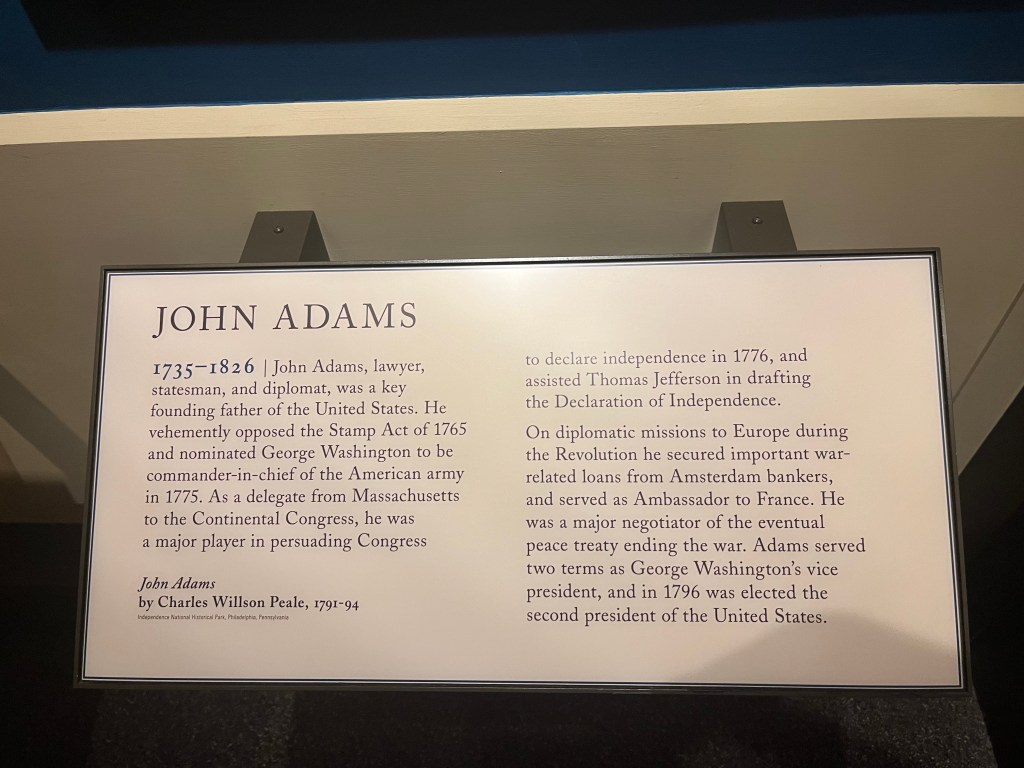 JOHN ADAMS
1735–1826 | John Adams, lawyer,
statesman, and diplomat, was a key
founding father of the United States. He
vehemently opposed the Stamp Act of 1765
and nominated George Washington to be
commander-in-chief of the American army
in 1775. As a delegate from Massachusetts
to the Continental Congress, he was
a major player in persuading Congress
John Adams
by Charles Willson Peale, 1791-94
Independence National Historical Park, Philadelphia, Pennsylvania
to declare independence in 1776, and
assisted Thomas Jefferson in drafting
the Declaration of Independence.
On diplomatic missions to Europe during
the Revolution he secured important war-
related loans from Amsterdam bankers,
and served as Ambassador to France. He
was a major negotiator of the eventual
peace treaty ending the war. Adams served
two terms as George Washington's vice
president, and in 1796 was elected the
second president of the United States.